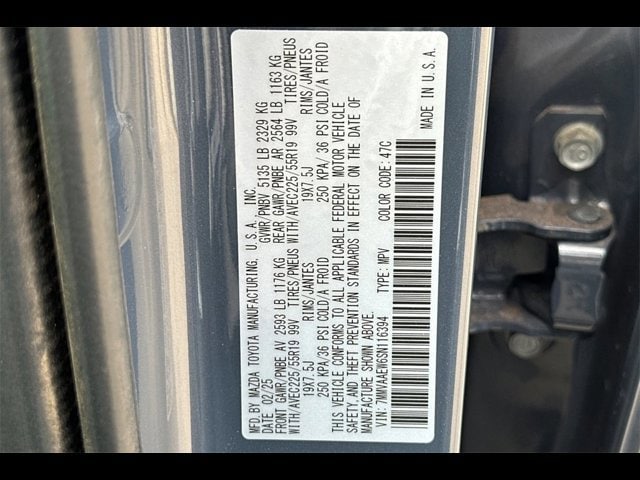 MFD.BY MAZDA TOYOTA MANUFACTURING, U.S.A., INC.
DATE 02/25 GVWR/PNBV 5135 LB 2329 KG
FRONT GAWR/PNBE AV 2593 LB 1176 KG REAR GAWR/PNBE AR 2564 LB 1163 KG
WITH/AVEC225/55R19 99V TIRES/PNEUS WITH/AVEC225/55R19 99V TIRES/PNEUS
19X7.5J RIMS/JANTES 19X7.5J RIMS/JANTES
250 KPA/36 PSI COLD/A FROID 250 KPA/ 36 PSI COLD/A FROID
THIS VEHICLE CONFORMS TO ALL APPLICABLE FEDERAL MOTOR VEHICLE
SAFETY,AND THEFT PREVENTION STANDARDS IN EFFECT ON THE DATE OF
MANUFACTURE SHOWN ABOVE.
VIN: 7MMVAAEW6SN116394 TYPE: MPV COLOR CODE: 47C
MADE IN U.S.A.